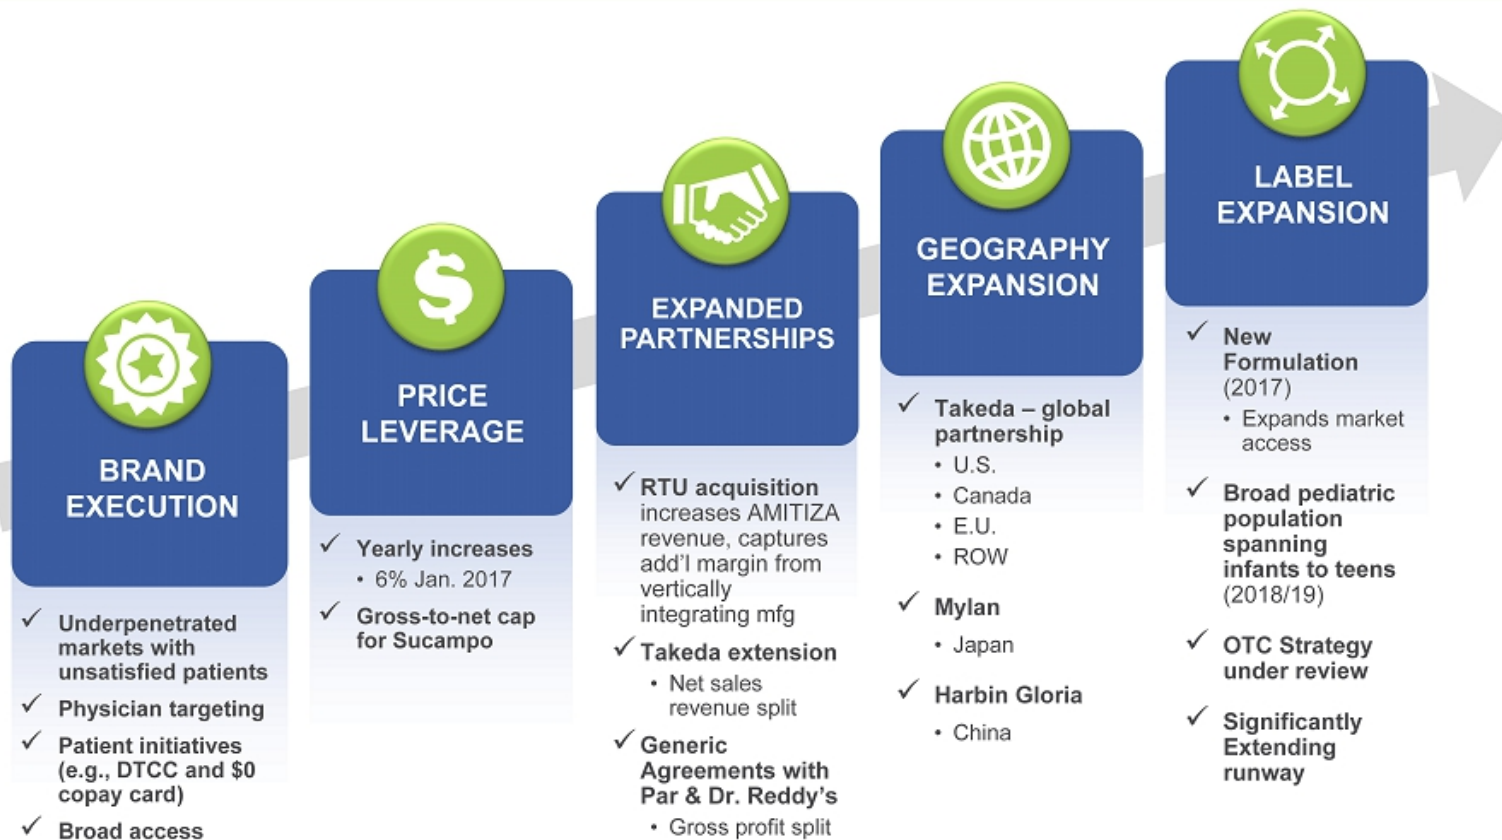 BRAND
EXECUTION
✓ Underpenetrated
markets with
unsatisfied patients
✓ Physician targeting
✓ Patient initiatives
(e.g., DTCC and $0
copay card)
✓ Broad access
PRICE
LEVERAGE
✓ Yearly increases
• 6% Jan. 2017
✓ Gross-to-net cap
for Sucampo
EXPANDED
PARTNERSHIPS
✓ RTU acquisition
increases AMITIZA
revenue, captures
add'l margin from
vertically
integrating mfg
✓ Takeda extension
• Net sales
revenue split
✓ Generic
Agreements with
Par & Dr. Reddy's
• Gross profit split
GEOGRAPHY
EXPANSION
✓ Takeda – global
partnership
• U.S.
• Canada
• E.U.
• ROW
✓ Mylan
• Japan
✓ Harbin Gloria
• China
LABEL
EXPANSION
✓ New
Formulation
(2017)
• Expands market
access
✓ Broad pediatric
population
spanning
infants to teens
(2018/19)
✓ OTC Strategy
under review
✓ Significantly
Extending
runway